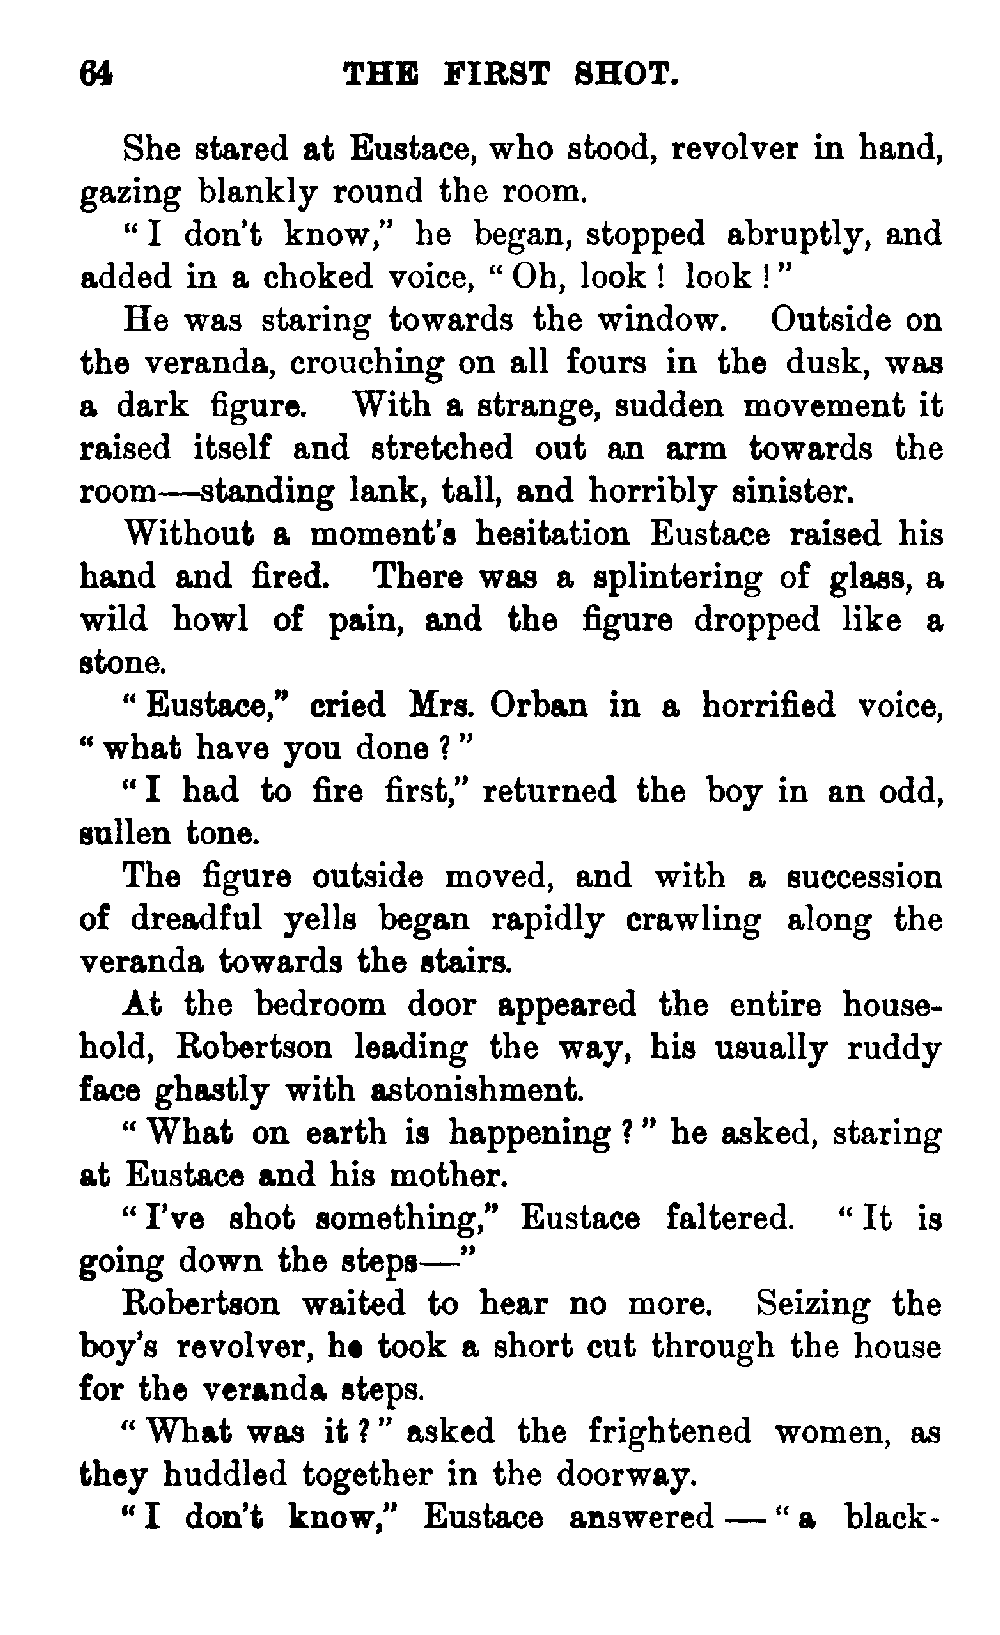 64 THE FIRST SHOT.
She stared at Eustace, who stood, revolver in hand,
gazing blankly round the room.
“I don't know,” he began, stopped abruptly, and
added in a choked voice, “Oh, look! look!”
He was staring towards the window. Outside on
the veranda, crouching on all fours in the dusk, was
a dark figure. With a strange, sudden movement it
raised itself and stretched out an arm towards the
room—standing lank, tall, and horribly sinister.
Without a moment's hesitation Eustace raised his
hand and fired. There was a splintering of glass, a
wild howl of pain, and the figure dropped like a
stone.
“Eustace,” cried Mrs. Orban in a horrified voice,
“what have you done?”
“I had to fire first,” returned the boy in an odd,
sullen tone.
The figure outside moved, and with a succession
of dreadful yells began rapidly crawling along the
veranda towards the stairs.
At the bedroom door appeared the entire house-
hold, Robertson leading the way, his usually ruddy
face ghastly with astonishment.
“What on earth is happening?” he asked, staring
at Eustace and his mother.
“I've shot something,” Eustace faltered. “It is
going down the steps—”
Robertson waited to hear no more. Seizing the
boy's revolver, he took a short cut through the house
for the veranda steps.
“What was it?” asked the frightened women, as
they huddled together in the doorway.
“I don't know,” Eustace answered—“a black-